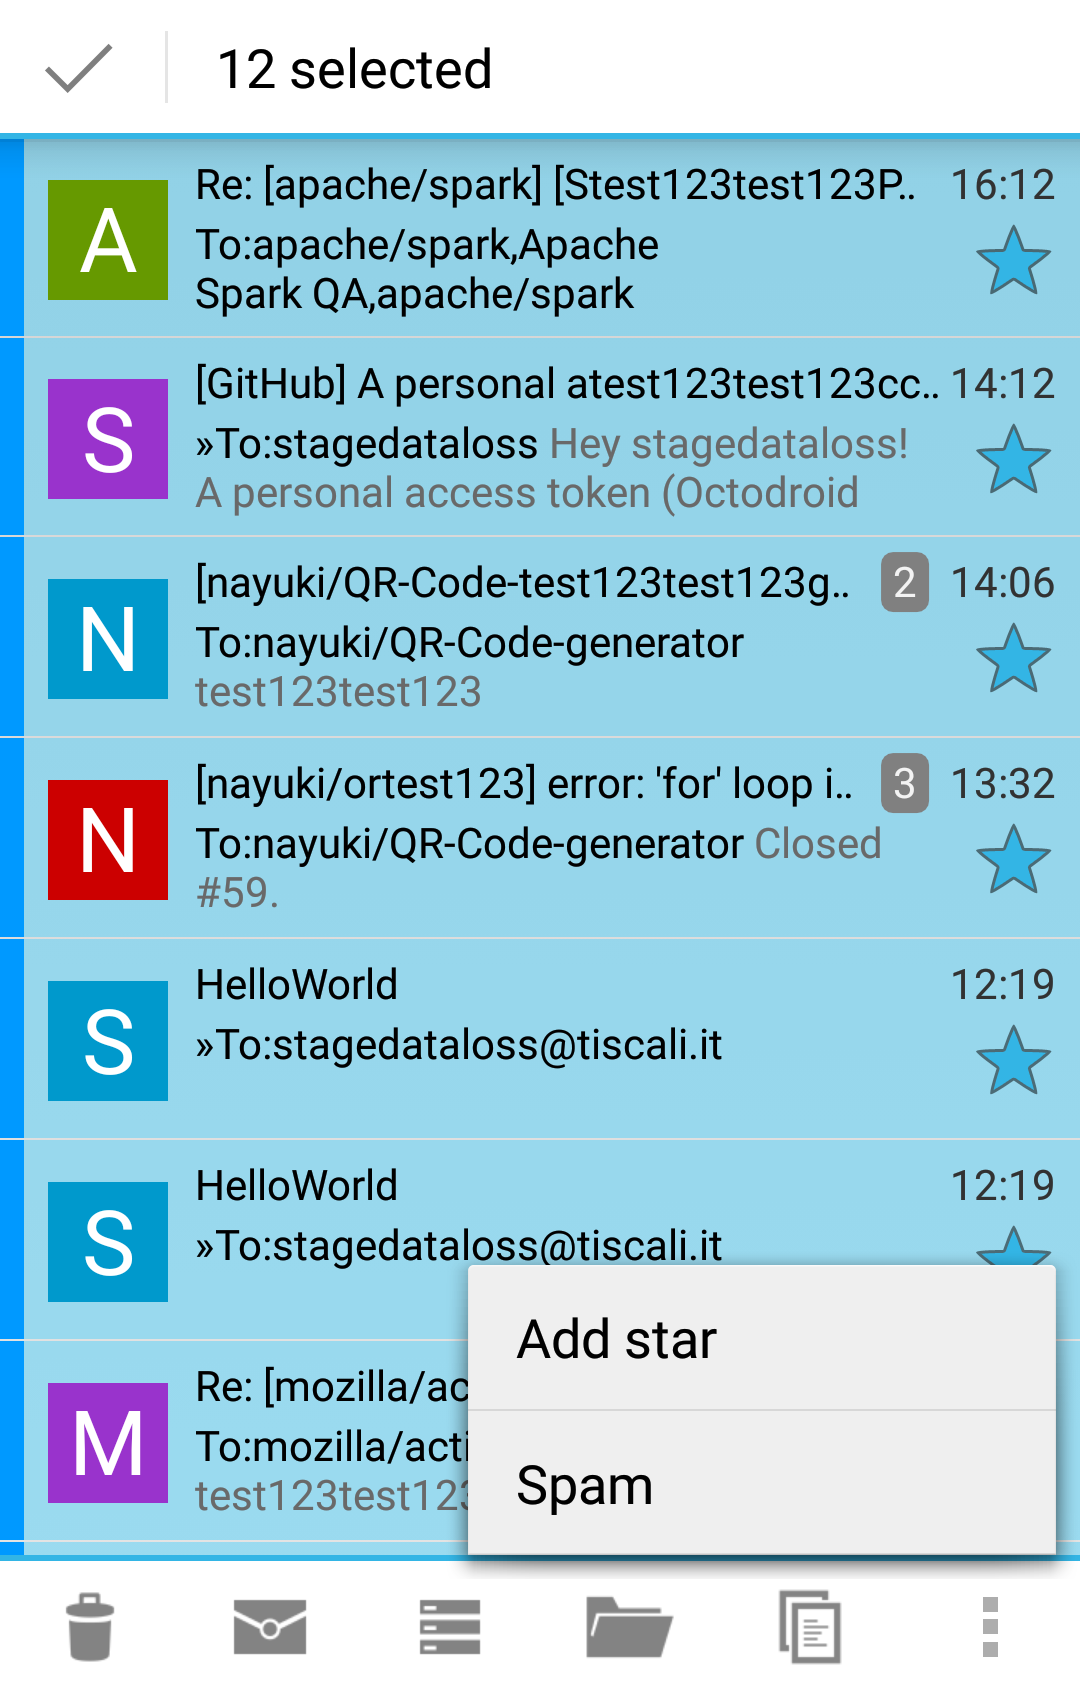 12 selected
A
Re: [apache/spark] [Stest123test123P..
16:12
To:apache/spark,Apache
Spark QA,apache/spark
S
[GitHub] A personal atest123test123cc..
14:12
»To:stagedataloss Hey stagedataloss!
A personal access token (Octodroid
N
[nayuki/QR-Code-test123test123g..
2
14:06
To:nayuki/QR-Code-generator
test123test123
N
[nayuki/ortest123] error: 'for' loop i..
3
13:32
To:nayuki/QR-Code-generator Closed
#59.
S
HelloWorld
12:19
»To:stagedataloss@tiscali.it
S
HelloWorld
12:19
»To:stagedataloss@tiscali.it
M
Re: [mozilla/ac
To:mozilla/acti
test123test123
Add star
Spam